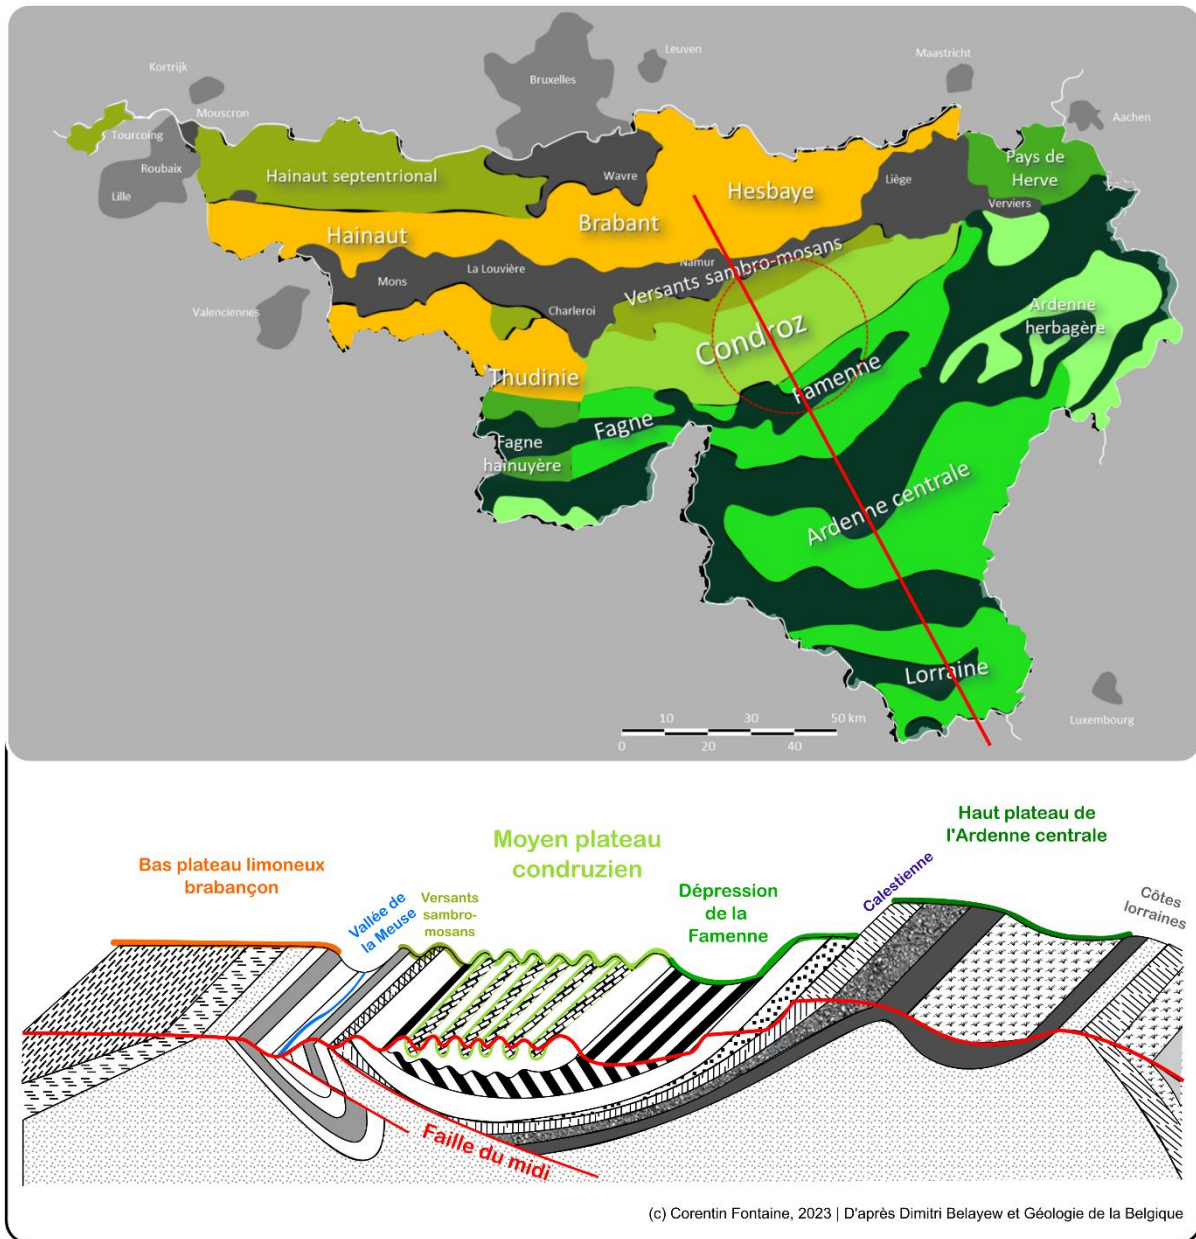 Kortrijk
Mouscron
Tourcoing
Roubaix
Lille
Bruxelles
Leuven
Maastricht
Aachen
Hainaut septentrional
Wavre
Hesbaye
Liège
Pays de
Herve
Verviers
Hainaut
Brabant
Mons
La Louvière
Namur
Versants sambro-mosans
Valenciennes
Charleroi
Condroz
Ardenne
herbagère
Thudinie
Famenne
Fagne
Fagne
hainuyère
Ardenne centrale
Lorraine
Luxembourg
10 30 50 km
0 20 40
Haut plateau de
l'Ardenne centrale
Moyen plateau
condruzien
Bas plateau limoneux
brabançon
Vallée de
la Meuse
Versants
sambro-
mosans
Dépression
de la
Famenne
Calestienne
Côtes
lorraines
Faille du midi
(c) Corentin Fontaine, 2023 | D'après Dimitri Belayew et Géologie de la Belgique